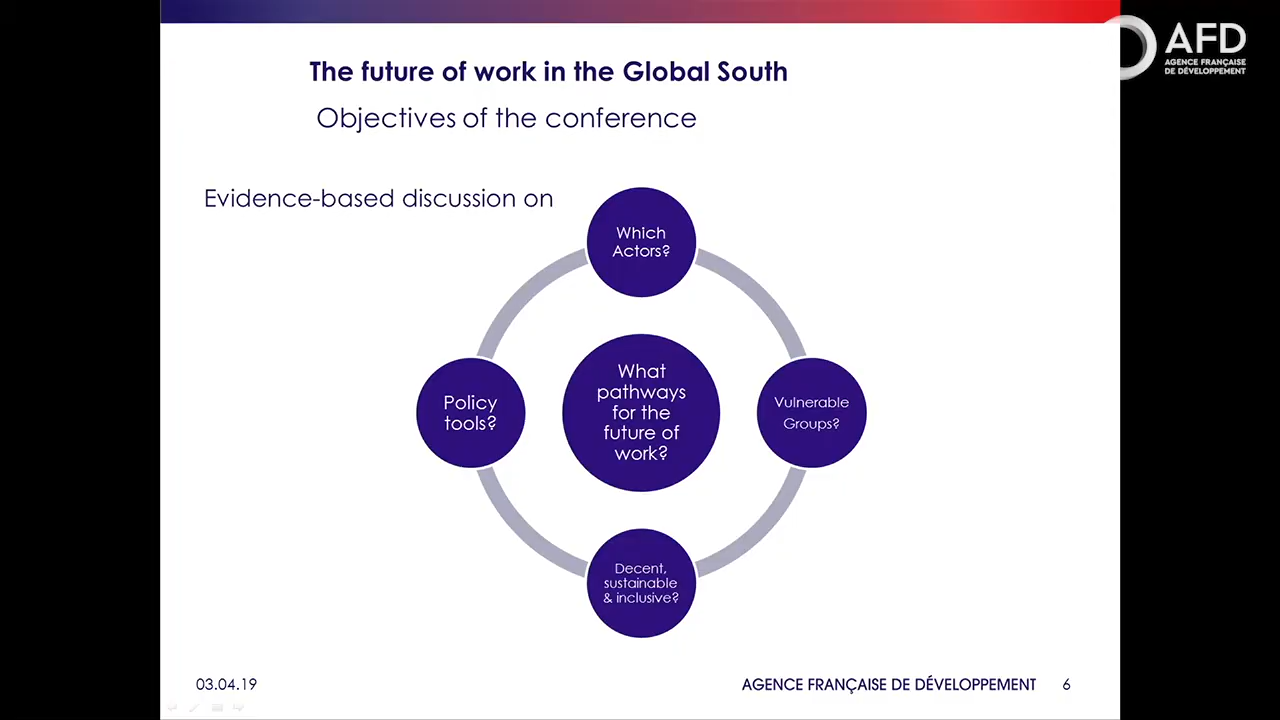 The future of work in the Global South
Objectives of the conference
Evidence-based discussion on
Which
Actors?
Policy
tools?
What
pathways
for the
future of
work?
Vulnerable
Groups?
Decent,
sustainable
& inclusive?
03.04.19
AGENCE FRANÇAISE DE DÉVELOPPEMENT
6
AFD
AGENCE FRANÇAISE
DE DÉVELOPPEMENT